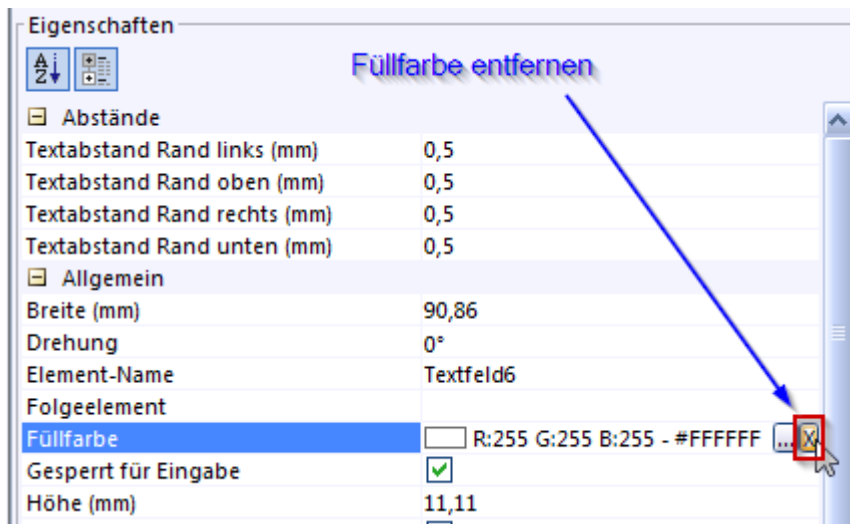 Eigenschaften
A
Z
Füllfarbe entfernen
Abstände
Textabstand Rand links (mm) 0,5
Textabstand Rand oben (mm) 0,5
Textabstand Rand rechts (mm) 0,5
Textabstand Rand unten (mm) 0,5
Allgemein
Breite (mm) 90,86
Drehung 0°
Element-Name Textfeld6
Folgeelement
Füllfarbe R:255 G:255 B:255 - #FFFFFF ... X
Gesperrt für Eingabe
Höhe (mm) 11,11